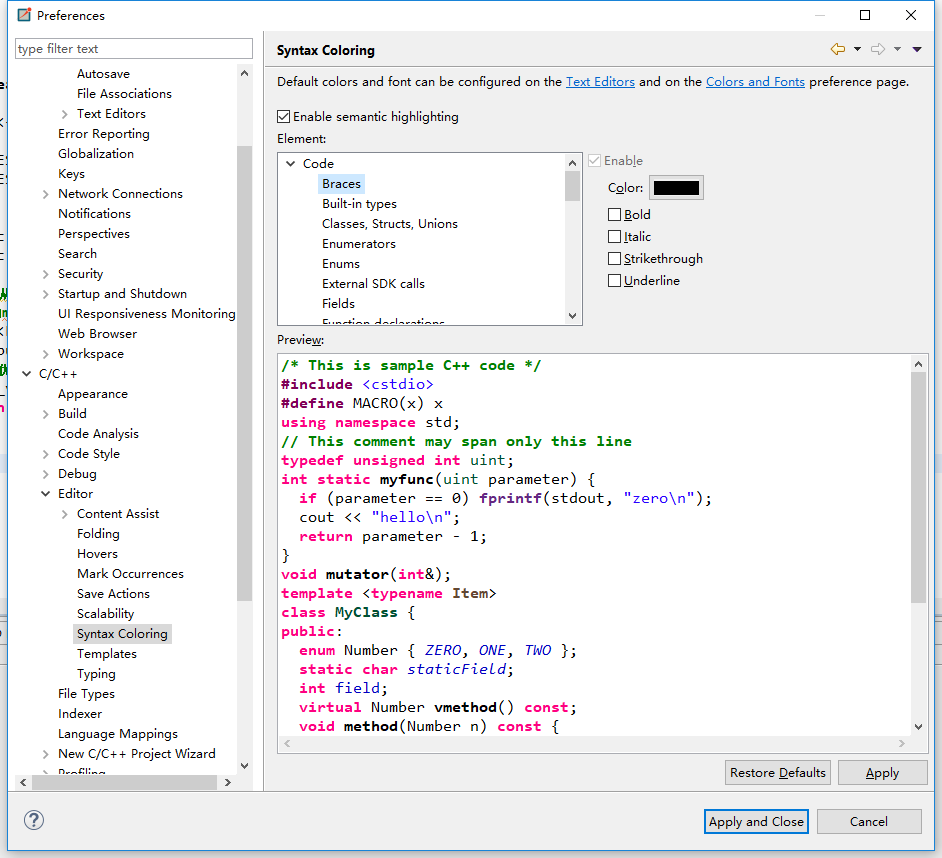 Preferences
type filter text
Autosave
File Associations
Text Editors
Error Reporting
Globalization
Keys
Network Connections
Notifications
Perspectives
Search
Security
Startup and Shutdown
UI Responsiveness Monitoring
Web Browser
Workspace
C/C++
Appearance
Build
Code Analysis
Code Style
Debug
Editor
Content Assist
Folding
Hovers
Mark Occurrences
Save Actions
Scalability
Syntax Coloring
Templates
Typing
File Types
Indexer
Language Mappings
New C/C++ Project Wizard
Profiling
Syntax Coloring
Default colors and font can be configured on the Text Editors and on the Colors and Fonts preference page.
Enable semantic highlighting
Element:
Code
Braces
Built-in types
Classes, Structs, Unions
Enumerators
Enums
External SDK calls
Fields
Function declarations
Enable
Color:
Bold
Italic
Strikethrough
Underline
Preview:
/* This is sample C++ code */
#include <cstdio>
#define MACRO(x) x
using namespace std;
// This comment may span only this line
typedef unsigned int uint;
int static myfunc(uint parameter) {
  if (parameter == 0) fprintf(stdout, "zero\n");
  cout << "hello\n";
  return parameter - 1;
}
void mutator(int&);
template <typename Item>
class MyClass {
public:
  enum Number { ZERO, ONE, TWO };
  static char staticField;
  int field;
  virtual Number vmethod() const;
  void method(Number n) const {
Restore Defaults
Apply
Apply and Close
Cancel